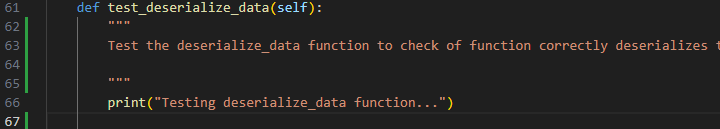 61 def test_deserialize_data(self):
62 """
63 Test the deserialize_data function to check of function correctly deserializes
64
65 """
66 print("Testing deserialize_data function...")
67